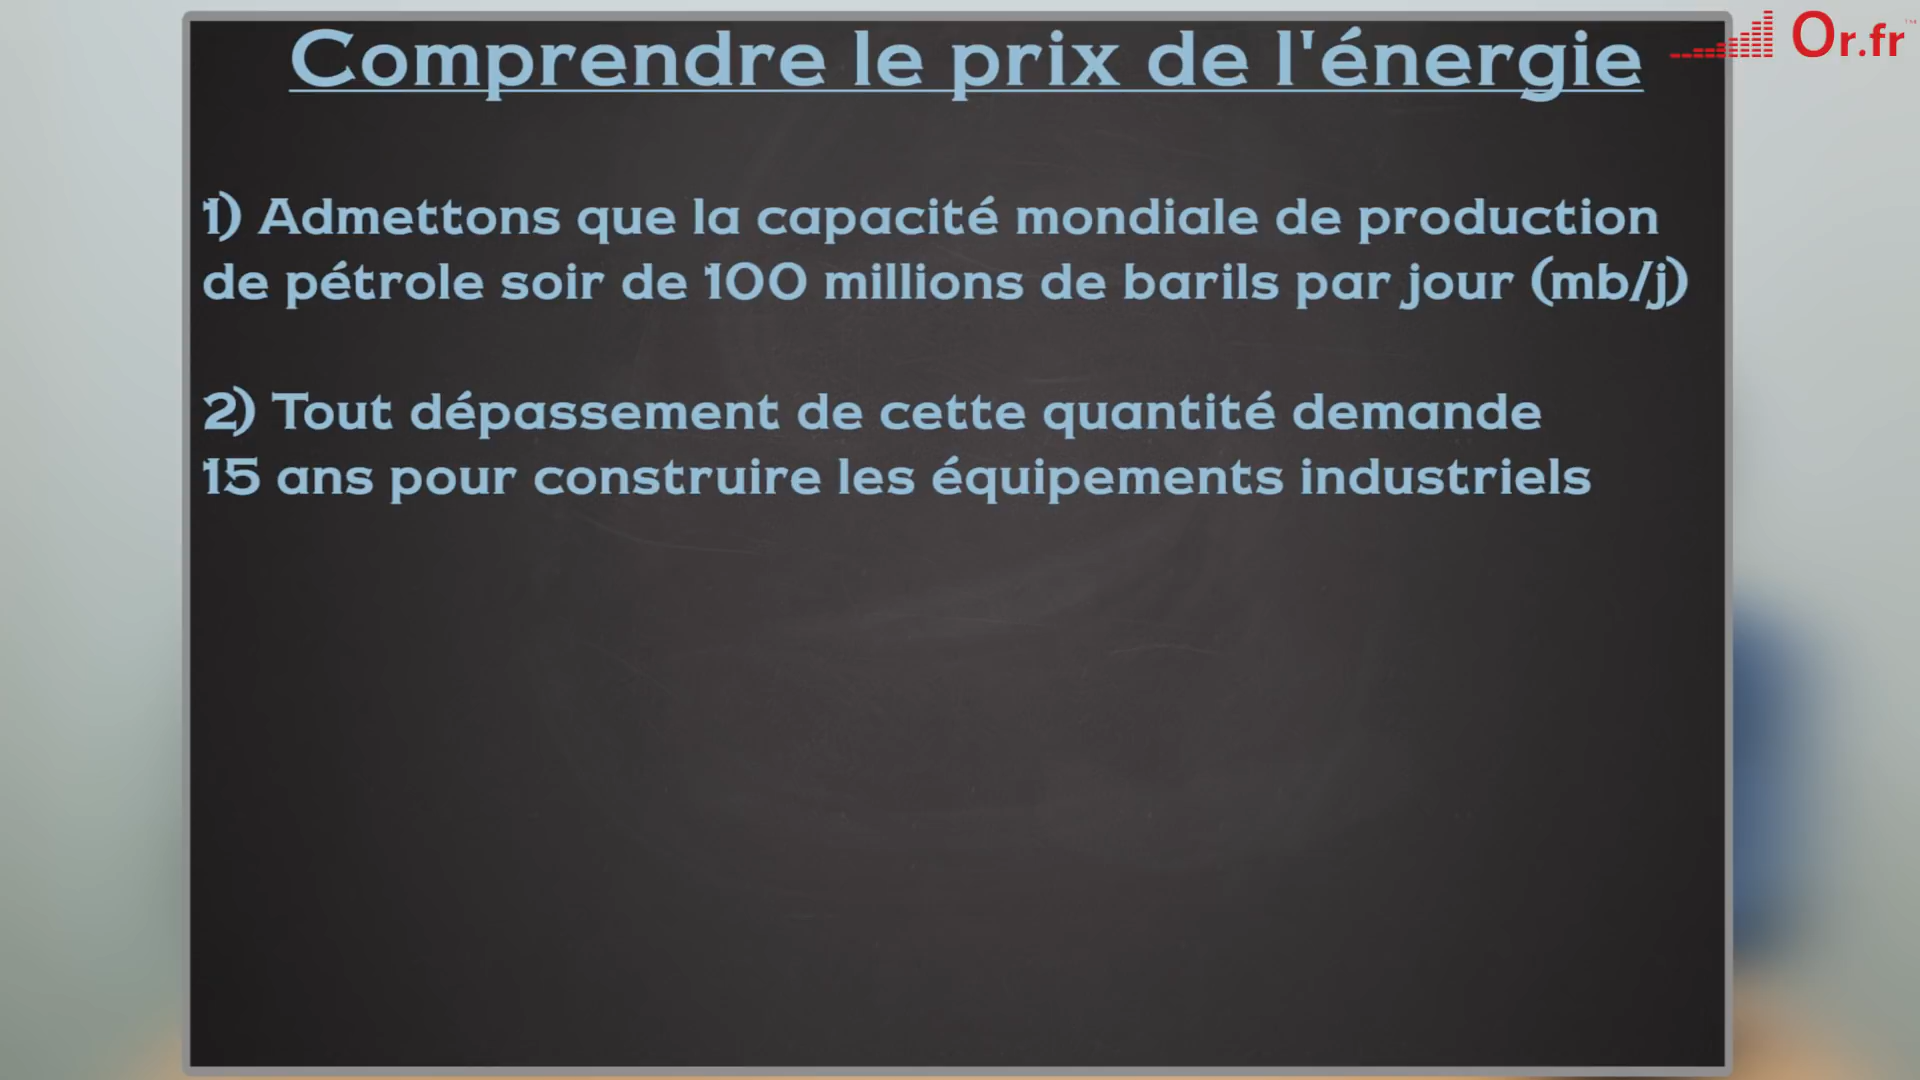 Comprendre le prix de l'énergie
Or.fr
1) Admettons que la capacité mondiale de production
de pétrole soir de 100 millions de barils par jour (mb/j)
2) Tout dépassement de cette quantité demande
15 ans pour construire les équipements industriels